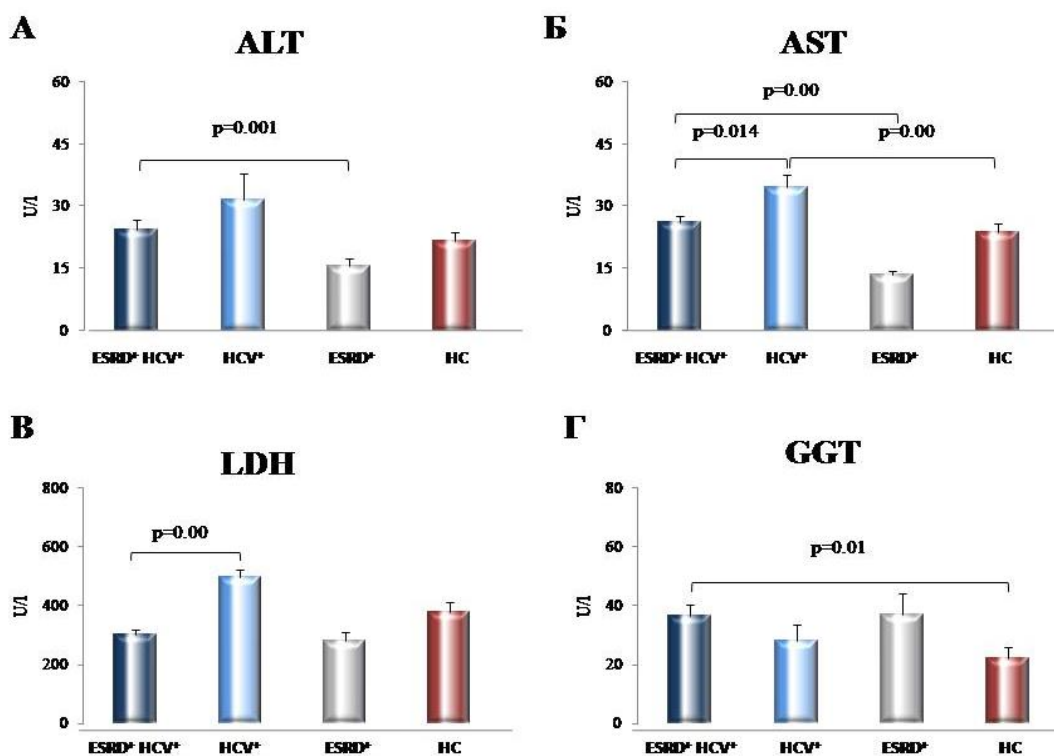 А
ALT
60
45
30
15
0
U/l
p=0.001
ESRD⁺ HCV⁺
HCV⁺
ESRD⁺
HC
Б
AST
60
45
30
15
0
U/l
p=0.00
p=0.014
p=0.00
ESRD⁺ HCV⁺
HCV⁺
ESRD⁺
HC
В
LDH
800
600
400
200
0
U/l
p=0.00
ESRD⁺ HCV⁺
HCV⁺
ESRD⁺
HC
Г
GGT
80
60
40
20
0
U/l
p=0.01
ESRD⁺ HCV⁺
HCV⁺
ESRD⁺
HC